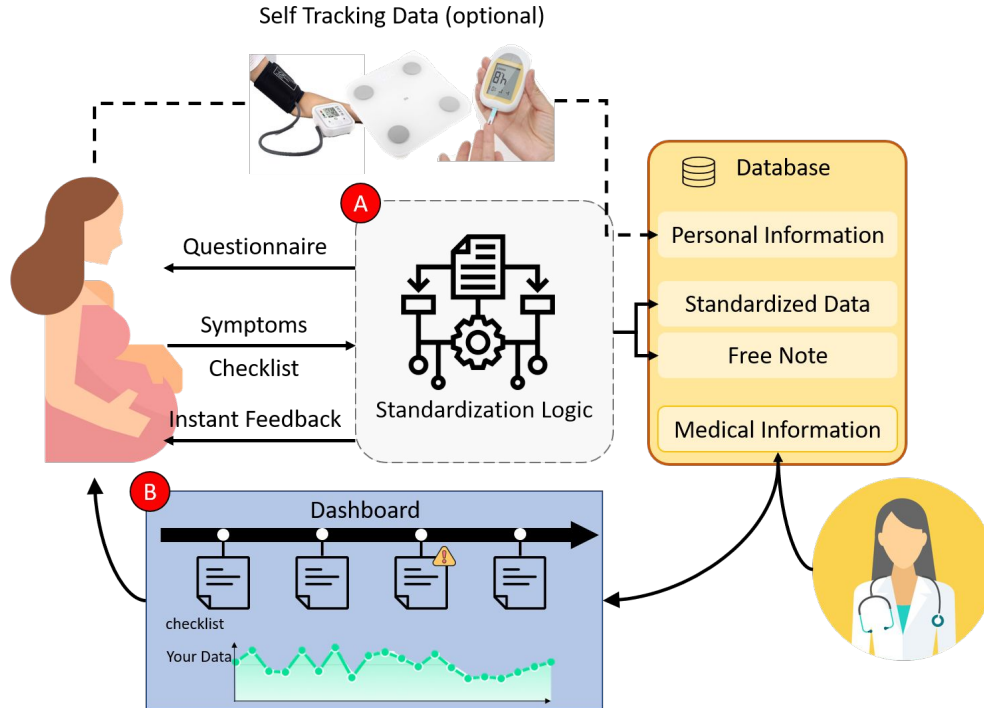 Self Tracking Data (optional)
Database
A
Personal Information
Questionnaire
Standardized Data
Symptoms
Checklist
Free Note
Standardization Logic
Instant Feedback
Medical Information
B
Dashboard
checklist
Your Data